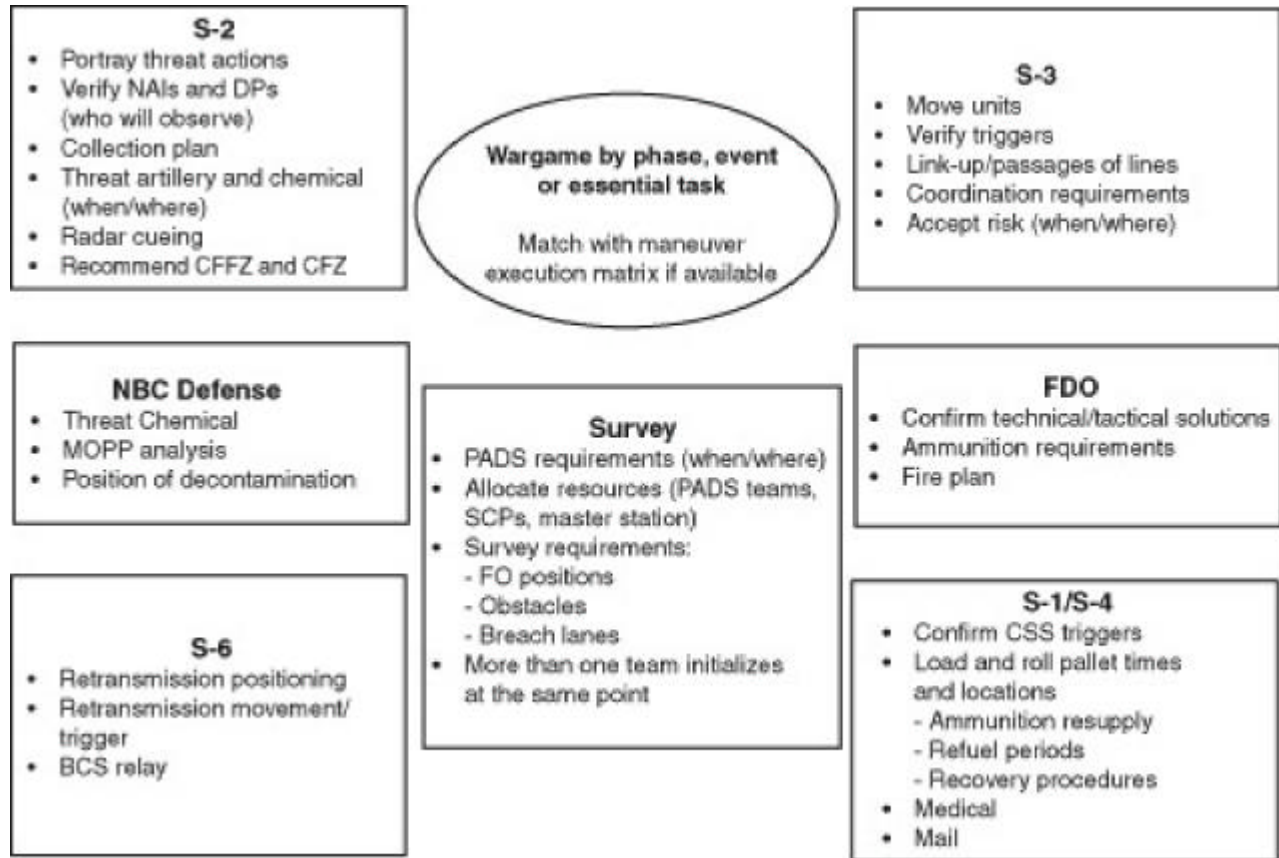 S-2
• Portray threat actions
• Verify NAIs and DPs
(who will observe)
• Collection plan
• Threat artillery and chemical
(when/where)
• Radar cueing
• Recommend CFFZ and CFZ
Wargame by phase, event
or essential task
Match with maneuver
execution matrix if available
S-3
• Move units
• Verify triggers
• Link-up/passages of lines
• Coordination requirements
• Accept risk (when/where)
NBC Defense
• Threat Chemical
• MOPP analysis
• Position of decontamination
Survey
• PADS requirements (when/where)
• Allocate resources (PADS teams,
SCPs, master station)
• Survey requirements:
- FO positions
- Obstacles
- Breach lanes
• More than one team initializes
at the same point
FDO
• Confirm technical/tactical solutions
• Ammunition requirements
• Fire plan
S-6
• Retransmission positioning
• Retransmission movement/
trigger
• BCS relay
S-1/S-4
• Confirm CSS triggers
• Load and roll pallet times
and locations
- Ammunition resupply
- Refuel periods
- Recovery procedures
• Medical
• Mail